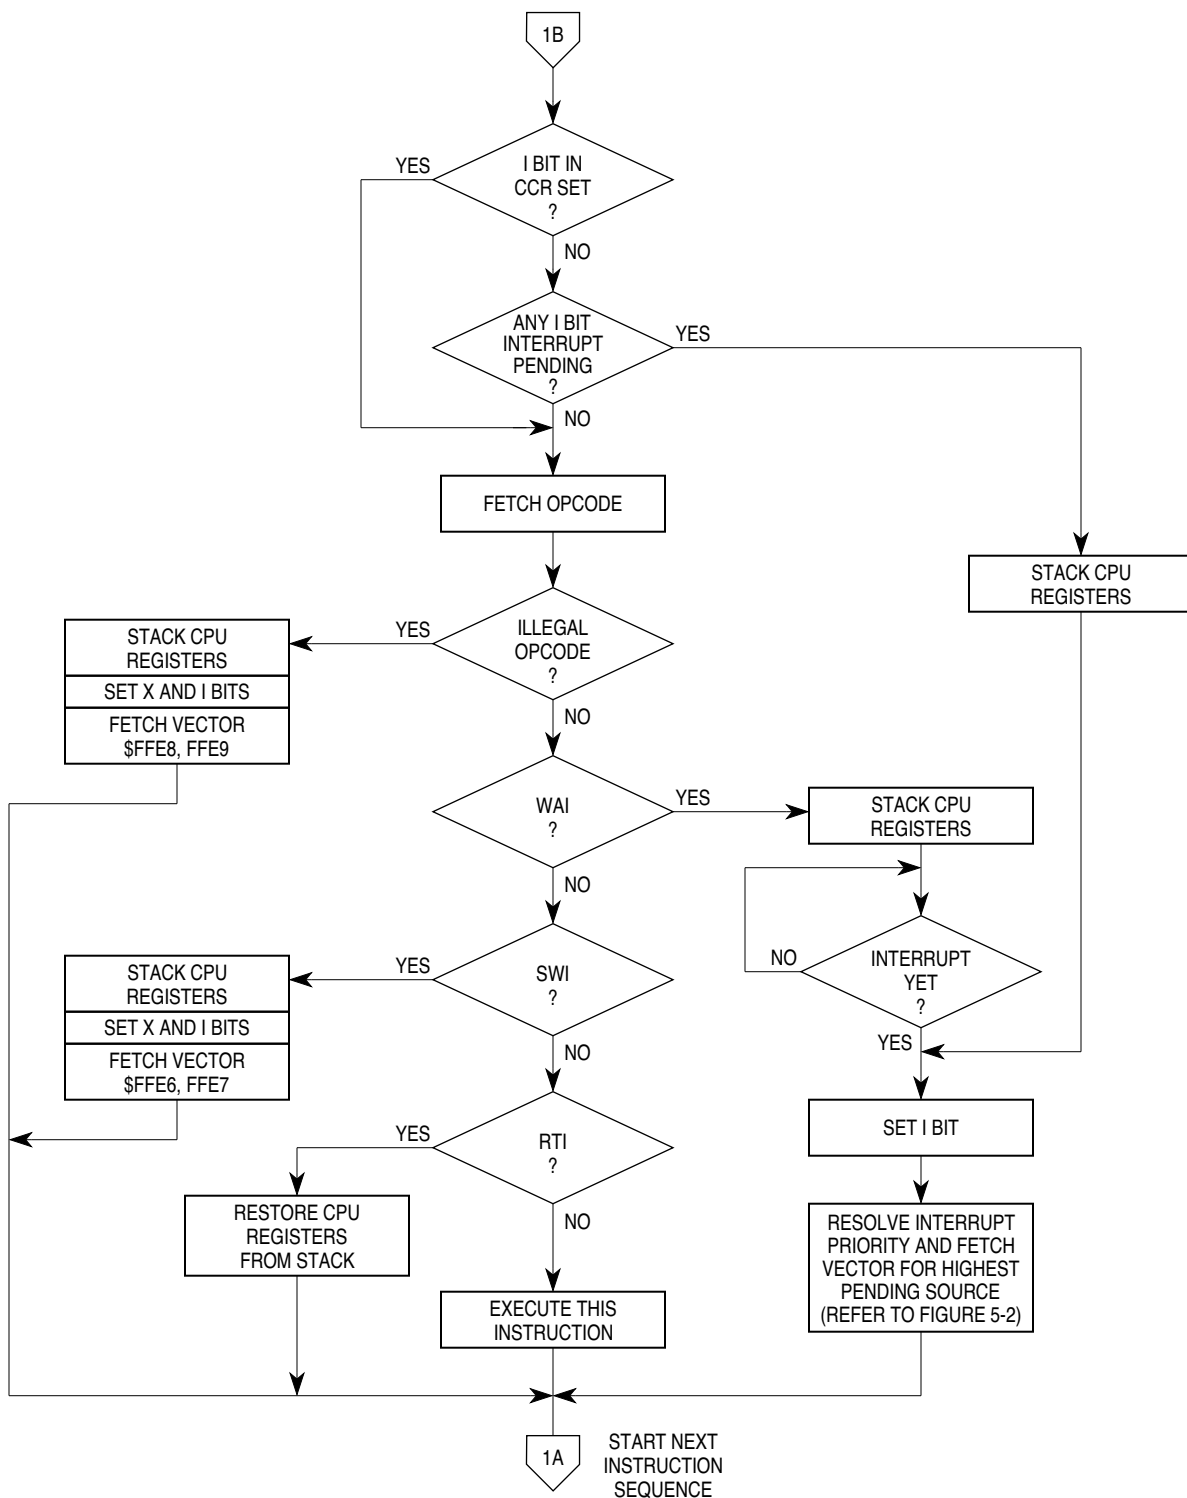 1B
I BIT IN
CCR SET
?
YES
NO
ANY I BIT
INTERRUPT
PENDING
?
YES
NO
FETCH OPCODE
STACK CPU
REGISTERS
ILLEGAL
OPCODE
?
YES
NO
STACK CPU
REGISTERS
SET X AND I BITS
FETCH VECTOR
$FFE8, FFE9
WAI
?
YES
NO
STACK CPU
REGISTERS
INTERRUPT
YET
?
NO
YES
SWI
?
YES
NO
STACK CPU
REGISTERS
SET X AND I BITS
FETCH VECTOR
$FFE6, FFE7
SET I BIT
RTI
?
YES
NO
RESTORE CPU
REGISTERS
FROM STACK
RESOLVE INTERRUPT
PRIORITY AND FETCH
VECTOR FOR HIGHEST
PENDING SOURCE
(REFER TO FIGURE 5-2)
EXECUTE THIS
INSTRUCTION
1A
START NEXT
INSTRUCTION
SEQUENCE